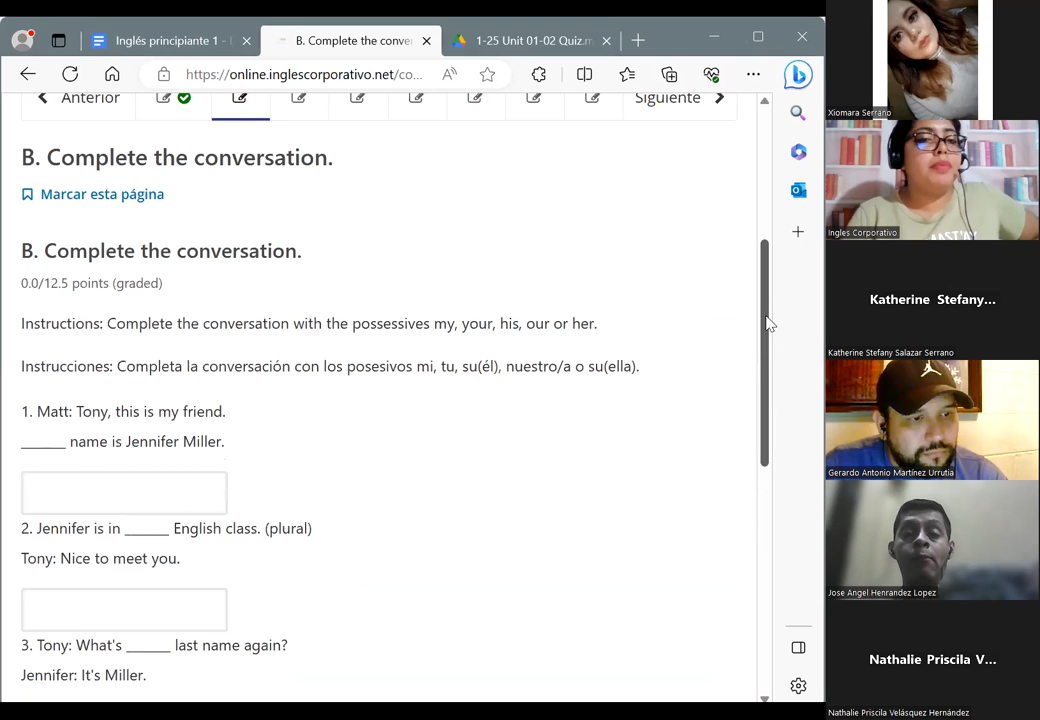 Inglés principiante 1 -
B. Complete the conve
1-25 Unit 01-02 Quiz.m
https://online.inglescorporativo.net/co...
Anterior
Siguiente
B. Complete the conversation.
Marcar esta página
B. Complete the conversation.
0.0/12.5 points (graded)
Instructions: Complete the conversation with the possessives my, your, his, our or her.
Instrucciones: Completa la conversación con los posesivos mi, tu, su(él), nuestro/a o su(ella).
1. Matt: Tony, this is my friend.
______ name is Jennifer Miller.
2. Jennifer is in ______ English class. (plural)
Tony: Nice to meet you.
3. Tony: What's ______ last name again?
Jennifer: It's Miller.
Xiomara Serrano
Ingles Corporativo
Katherine Stefany...
Katherine Stefany Salazar Serrano
Gerardo Antonio Martínez Urrutia
Jose Angel Henrandez Lopez
Nathalie Priscila V...
Nathalie Priscila Velásquez Hernández